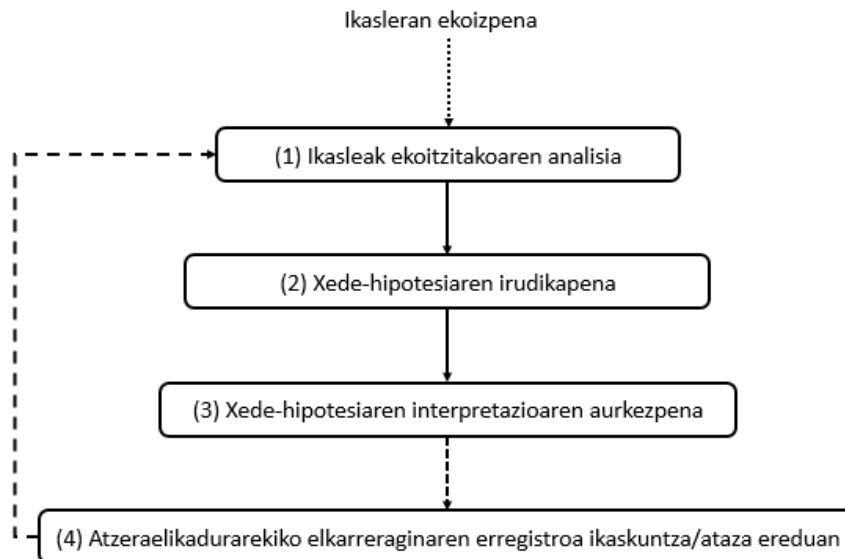 Ikasleran ekoizpena
(1) Ikasleak ekoitzitakoaren analisia
(2) Xede-hipotesiaren irudikapena
(3) Xede-hipotesiaren interpretazioaren aurkezpena
(4) Atzeraelikadurarekiko elkarreraginaren erregistroa ikaskuntza/ataza ereduan